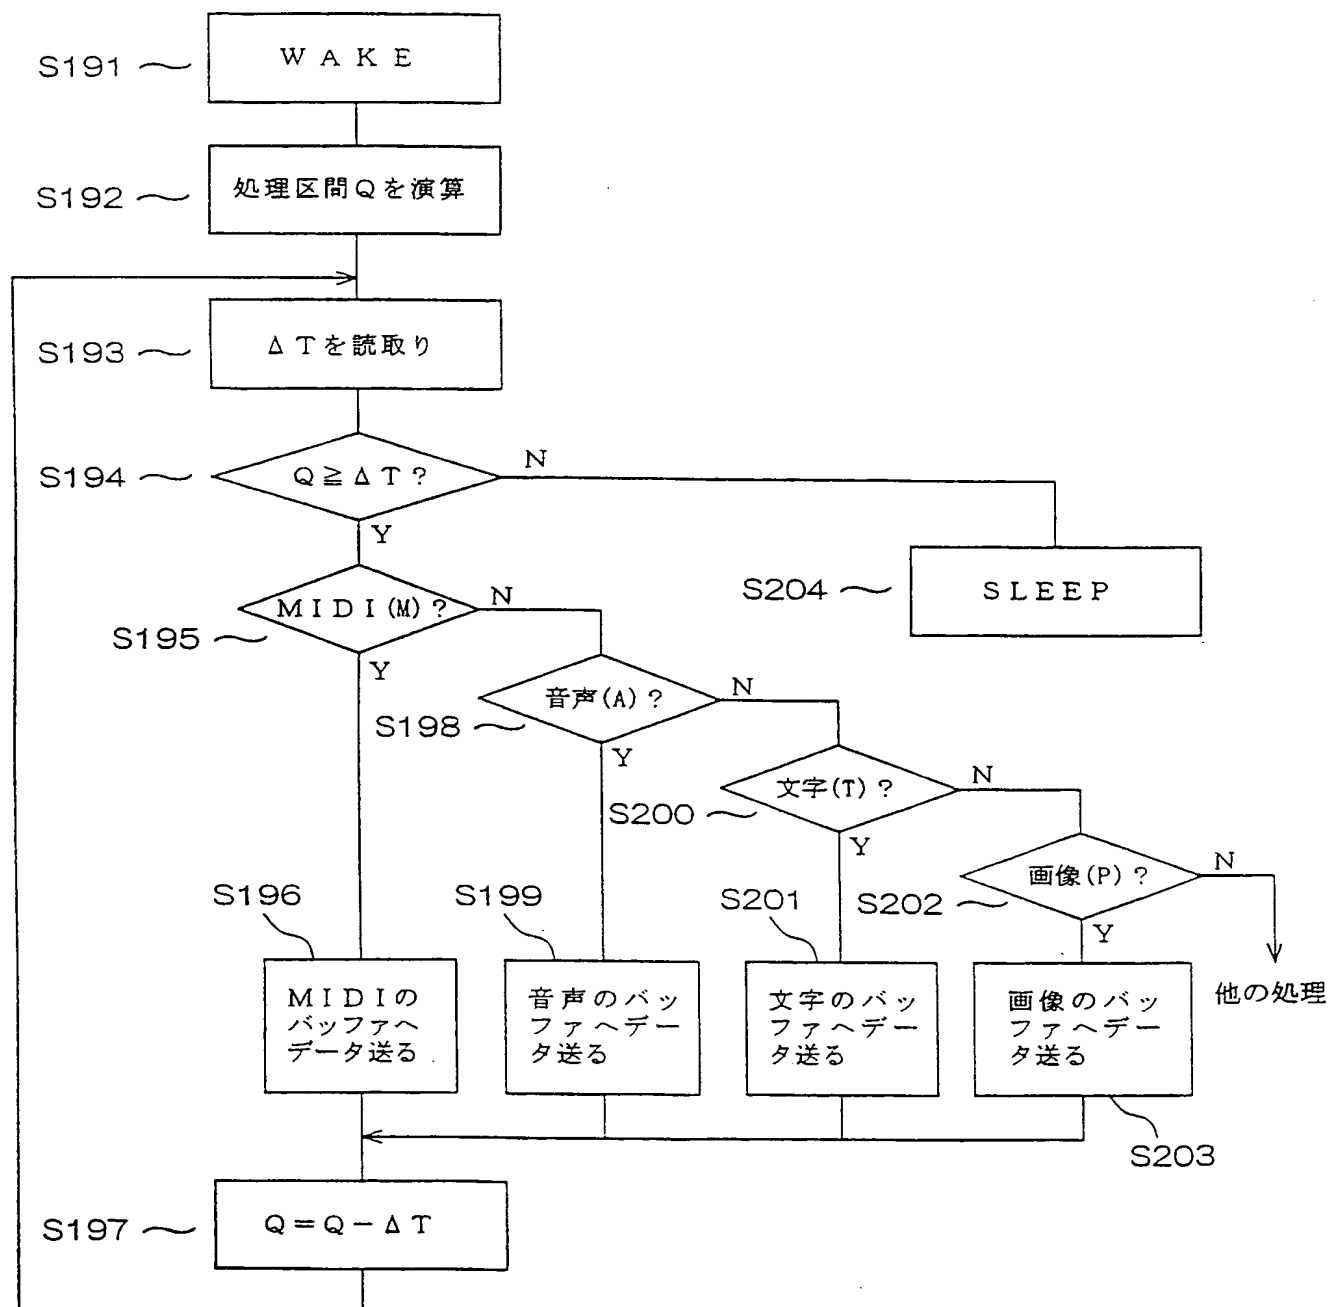 S191
WAKE
S192
処理区間Qを演算
S193
ΔTを読取り
S194
Q≧ΔT?
N
Y
S204
SLEEP
S195
MIDI(M)?
N
Y
S198
音声(A)?
N
Y
S200
文字(T)?
N
Y
S202
画像(P)?
N
Y
他の処理
S196
MIDIの
バッファへ
データ送る
S199
音声のバッ
ファへデー
タ送る
S201
文字のバッ
ファへデー
タ送る
画像のバッ
ファへデー
タ送る
S203
S197
Q=Q-ΔT